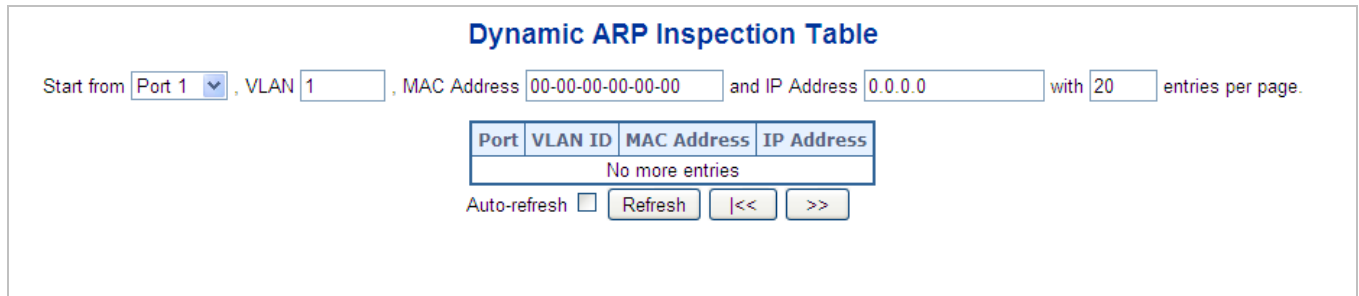 Dynamic ARP Inspection Table
Start from Port 1 , VLAN 1 , MAC Address 00-00-00-00-00-00 and IP Address 0.0.0.0 with 20 entries per page.
Port VLAN ID MAC Address IP Address
No more entries
Auto-refresh Refresh |<< >>